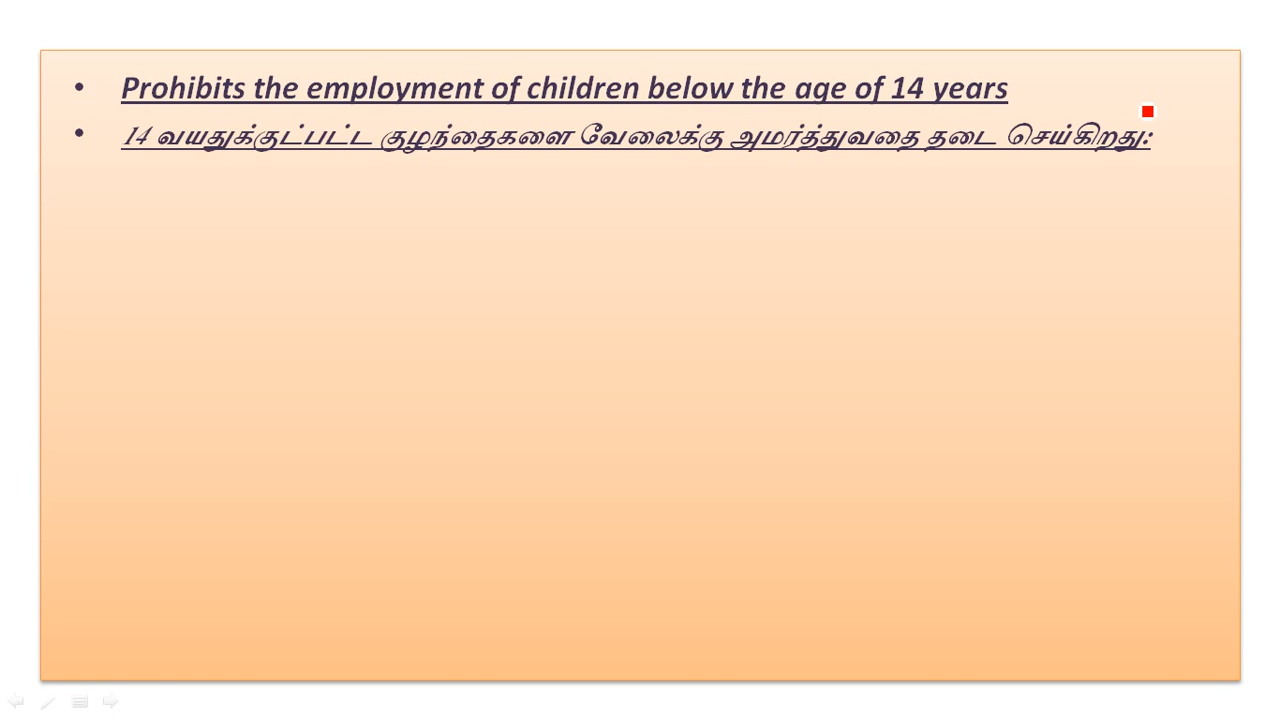 • Prohibits the employment of children below the age of 14 years
• 14 வயதுக்குட்பட்ட குழந்தைகளை வேலைக்கு அமர்த்துவதை தடை செய்கிறது: